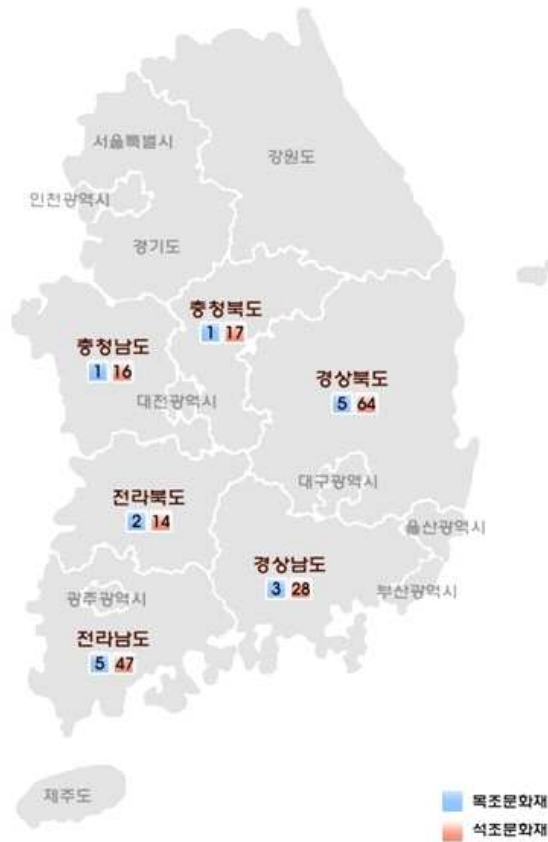 서울특별시
강원도
인천광역시
경기도
충청북도
1 17
충청남도
1 16
대전광역시
경상북도
5 64
대구광역시
전라북도
2 14
울산광역시
경상남도
3 28
부산광역시
광주광역시
전라남도
5 47
제주도
목조문화재
석조문화재